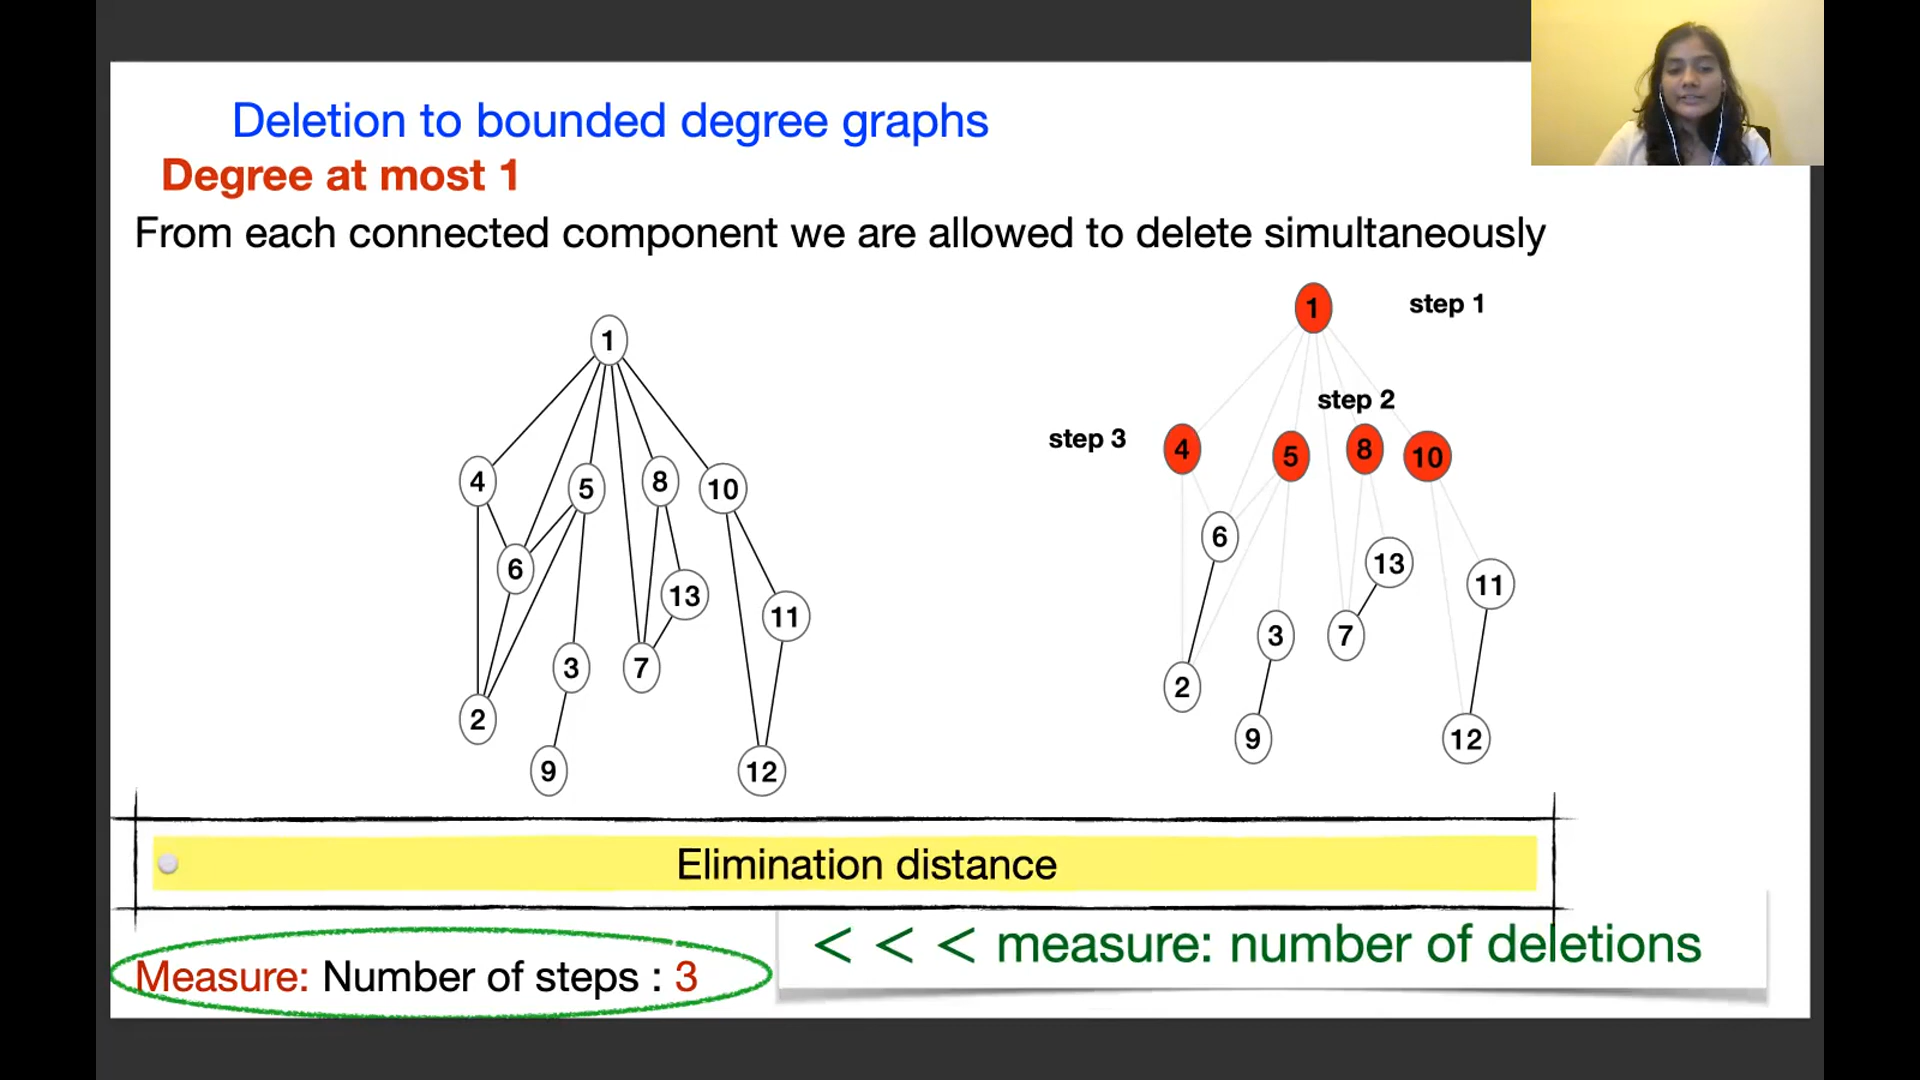 Deletion to bounded degree graphs
Degree at most 1
From each connected component we are allowed to delete simultaneously
1
4
5
8
10
6
13
11
3
7
2
9
12
1
step 1
step 2
step 3
4
5
8
10
6
13
11
3
7
2
9
12
Elimination distance
Measure: Number of steps : 3
< < < measure: number of deletions